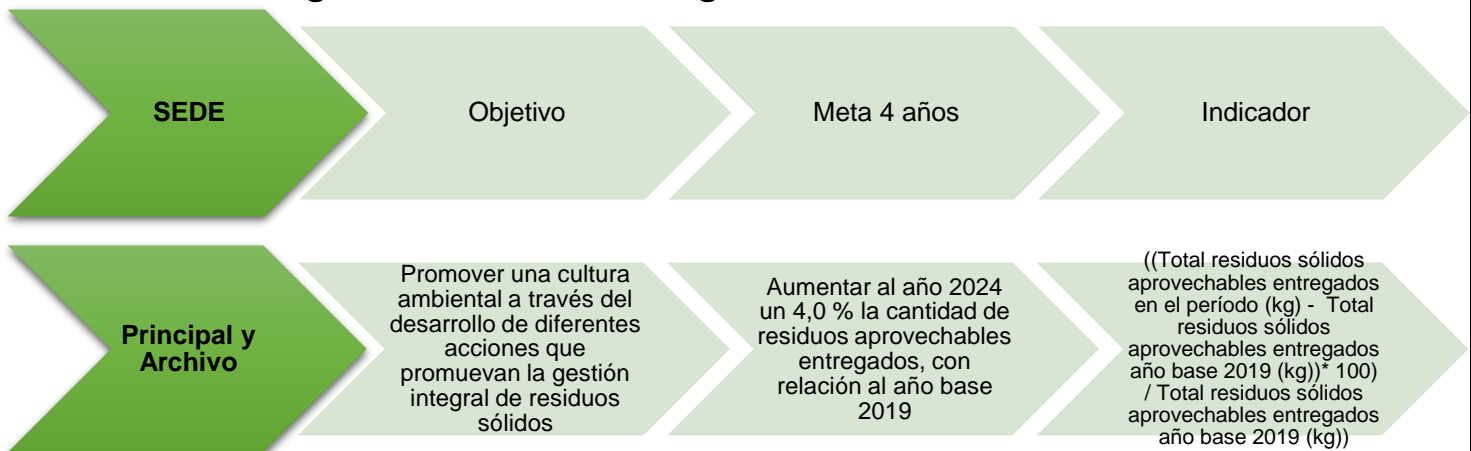 SEDE
Objetivo
Meta 4 años
Indicador
Principal y
Archivo
Promover una cultura
ambiental a través del
desarrollo de diferentes
acciones que
promuevan la gestión
integral de residuos
sólidos
Aumentar al año 2024
un 4,0 % la cantidad de
residuos aprovechables
entregados, con
relación al año base
2019
((Total residuos sólidos
aprovechables entregados
en el período (kg) - Total
residuos sólidos
aprovechables entregados
año base 2019 (kg))* 100)
/ Total residuos sólidos
aprovechables entregados
año base 2019 (kg))